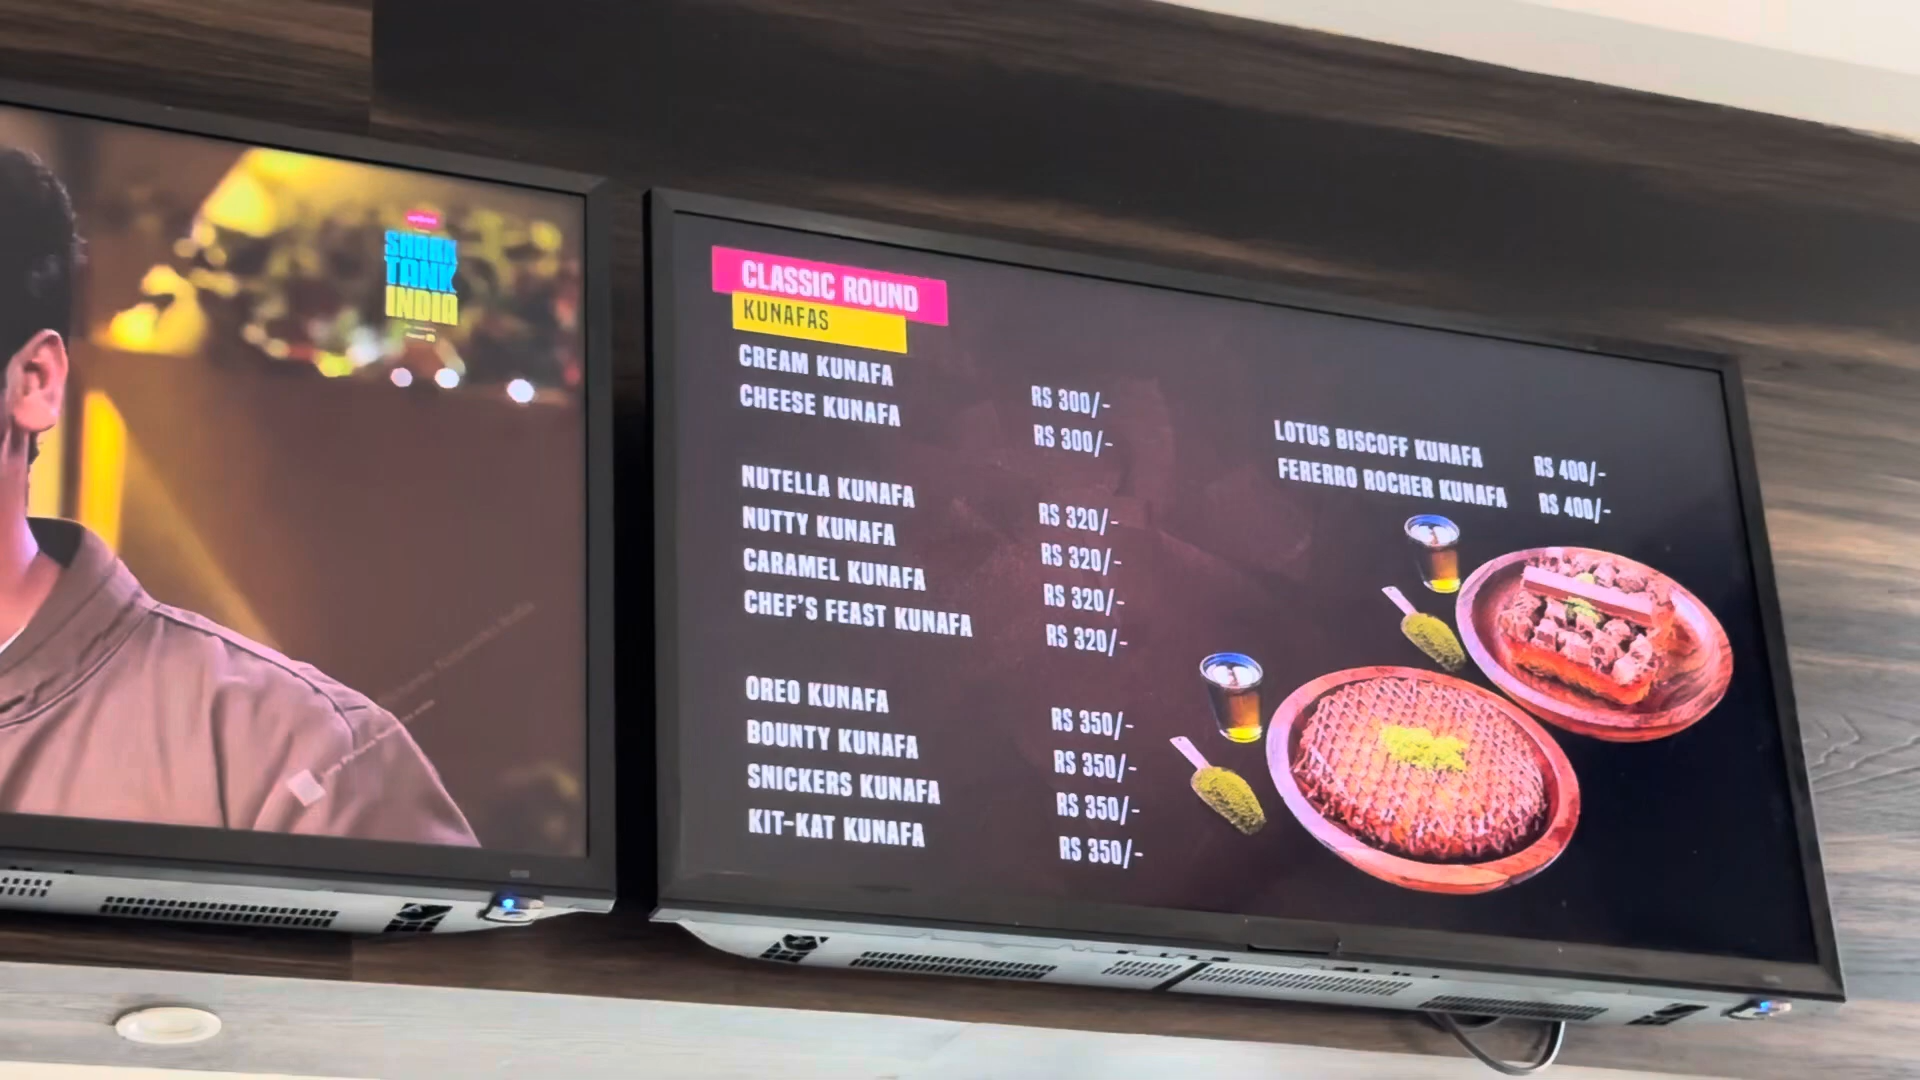 SHARK
TANK
INDIA
CLASSIC ROUND
KUNAFAS
CREAM KUNAFA RS 300/-
CHEESE KUNAFA RS 300/-
NUTELLA KUNAFA RS 320/-
NUTTY KUNAFA RS 320/-
CARAMEL KUNAFA RS 320/-
CHEF'S FEAST KUNAFA RS 320/-
OREO KUNAFA RS 350/-
BOUNTY KUNAFA RS 350/-
SNICKERS KUNAFA RS 350/-
KIT-KAT KUNAFA RS 350/-
LOTUS BISCOFF KUNAFA RS 400/-
FERERRO ROCHER KUNAFA RS 400/-